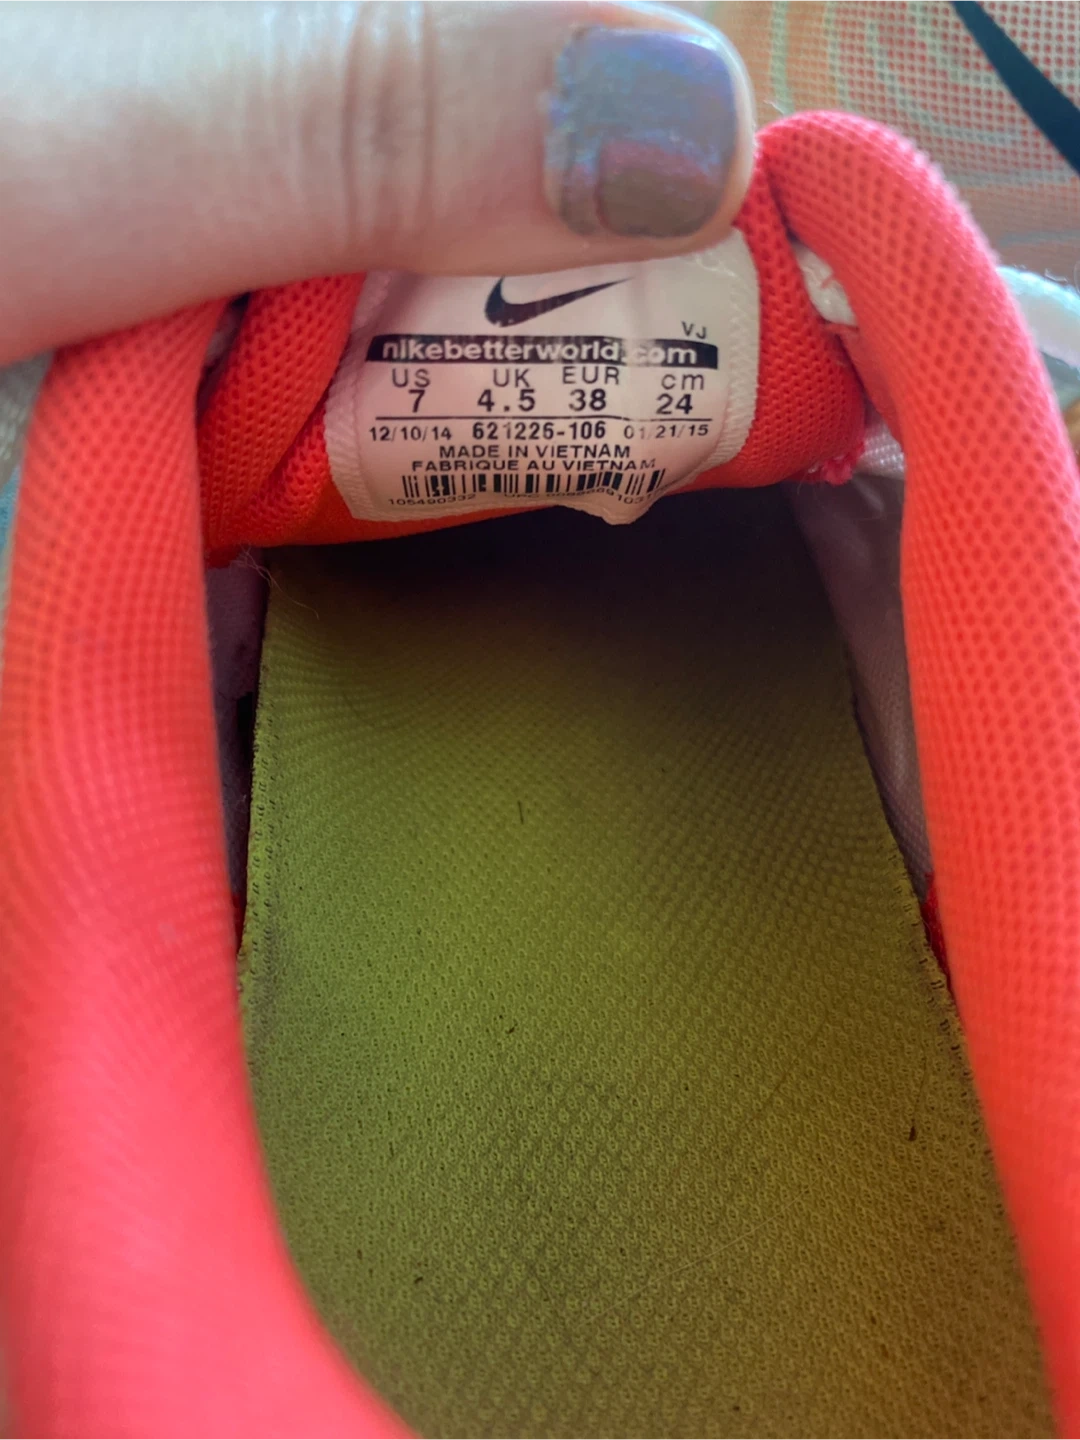 VJ
nikebetterworld.com
US UK EUR cm
7 4.5 38 24
12/10/14 621226-106 01/21/15
MADE IN VIETNAM
FABRIQUE AU VIETNAM